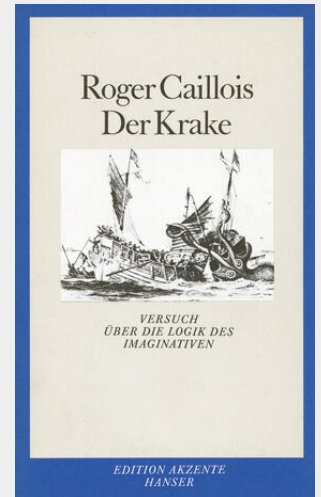 Roger Caillois
Der Krake
VERSUCH
ÜBER DIE LOGIK DES
IMAGINATIVEN
EDITION AKZENTE
HANSER